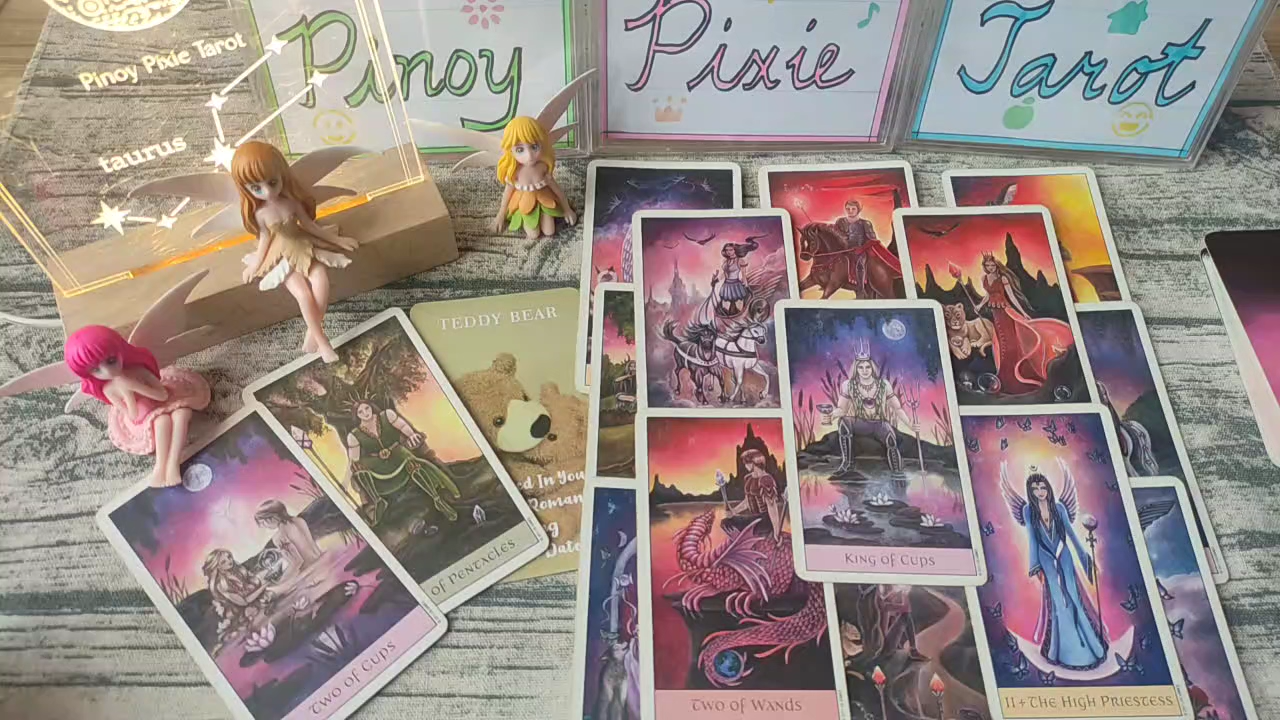 Pinoy Pixie Tarot
taurus
Pinoy
Pixie
Tarot
TEDDY BEAR
OF PENTACLES
TWO OF CUPS
KING OF CUPS
TWO OF WANDS
II + THE HIGH PRIESTESS